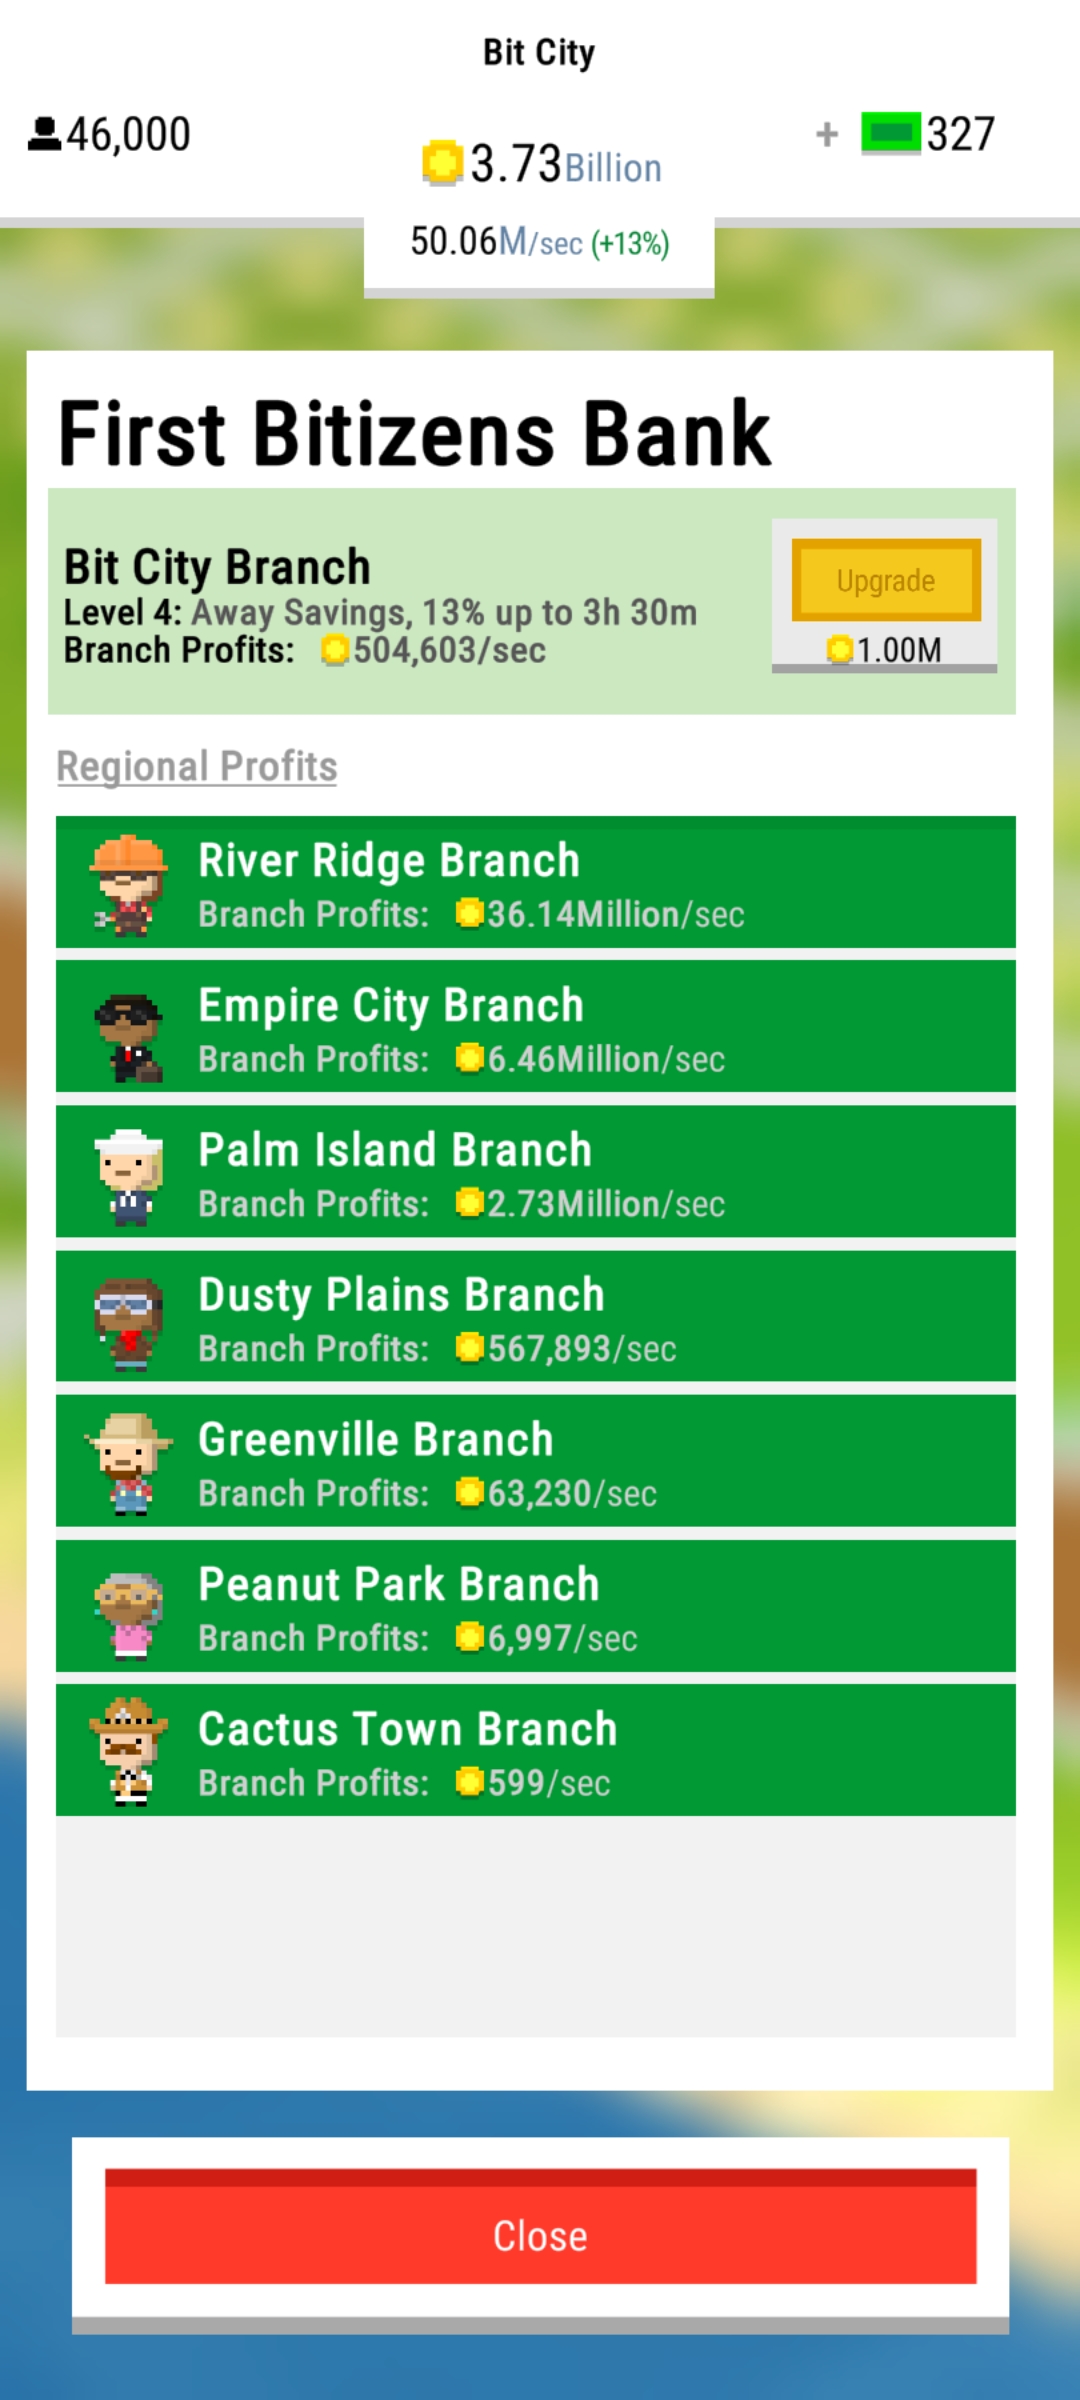 Bit City
46,000
3.73Billion
+ 327
50.06M/sec (+13%)
First Bitizens Bank
Bit City Branch
Level 4: Away Savings, 13% up to 3h 30m
Branch Profits: 504,603/sec
Upgrade
1.00M
Regional Profits
River Ridge Branch
Branch Profits: 36.14Million/sec
Empire City Branch
Branch Profits: 6.46Million/sec
Palm Island Branch
Branch Profits: 2.73Million/sec
Dusty Plains Branch
Branch Profits: 567,893/sec
Greenville Branch
Branch Profits: 63,230/sec
Peanut Park Branch
Branch Profits: 6,997/sec
Cactus Town Branch
Branch Profits: 599/sec
Close